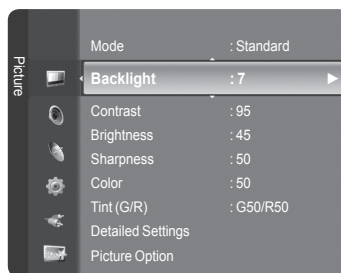 Picture
Mode : Standard
Backlight : 7
Contrast : 95
Brightness : 45
Sharpness : 50
Color : 50
Tint (G/R) : G50/R50
Detailed Settings
Picture Option